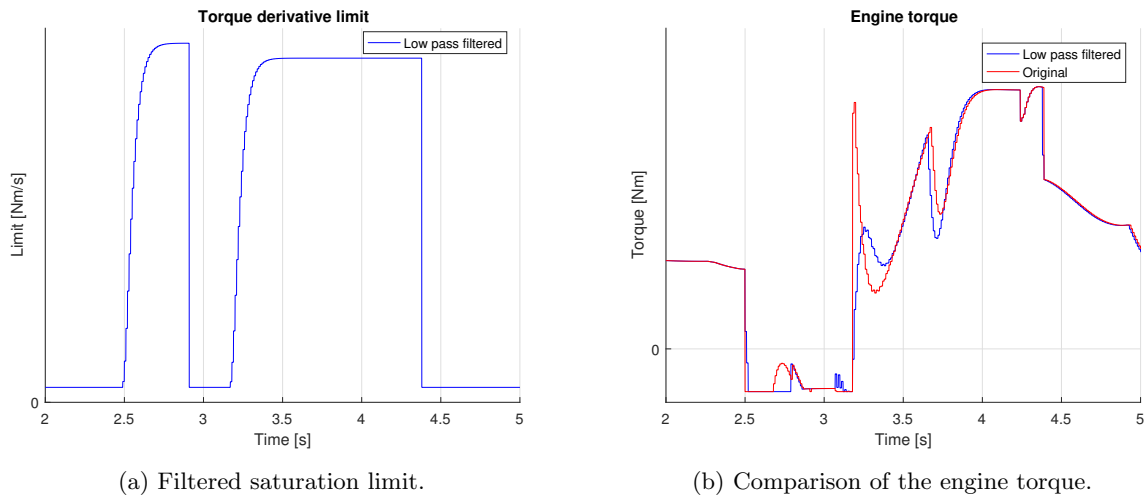 Torque derivative limit
Low pass filtered
Limit [Nm/s]
0
2 2.5 3 3.5 4 4.5 5
Time [s]
(a) Filtered saturation limit.
Engine torque
Low pass filtered
Original
Torque [Nm]
0
2 2.5 3 3.5 4 4.5 5
Time [s]
(b) Comparison of the engine torque.